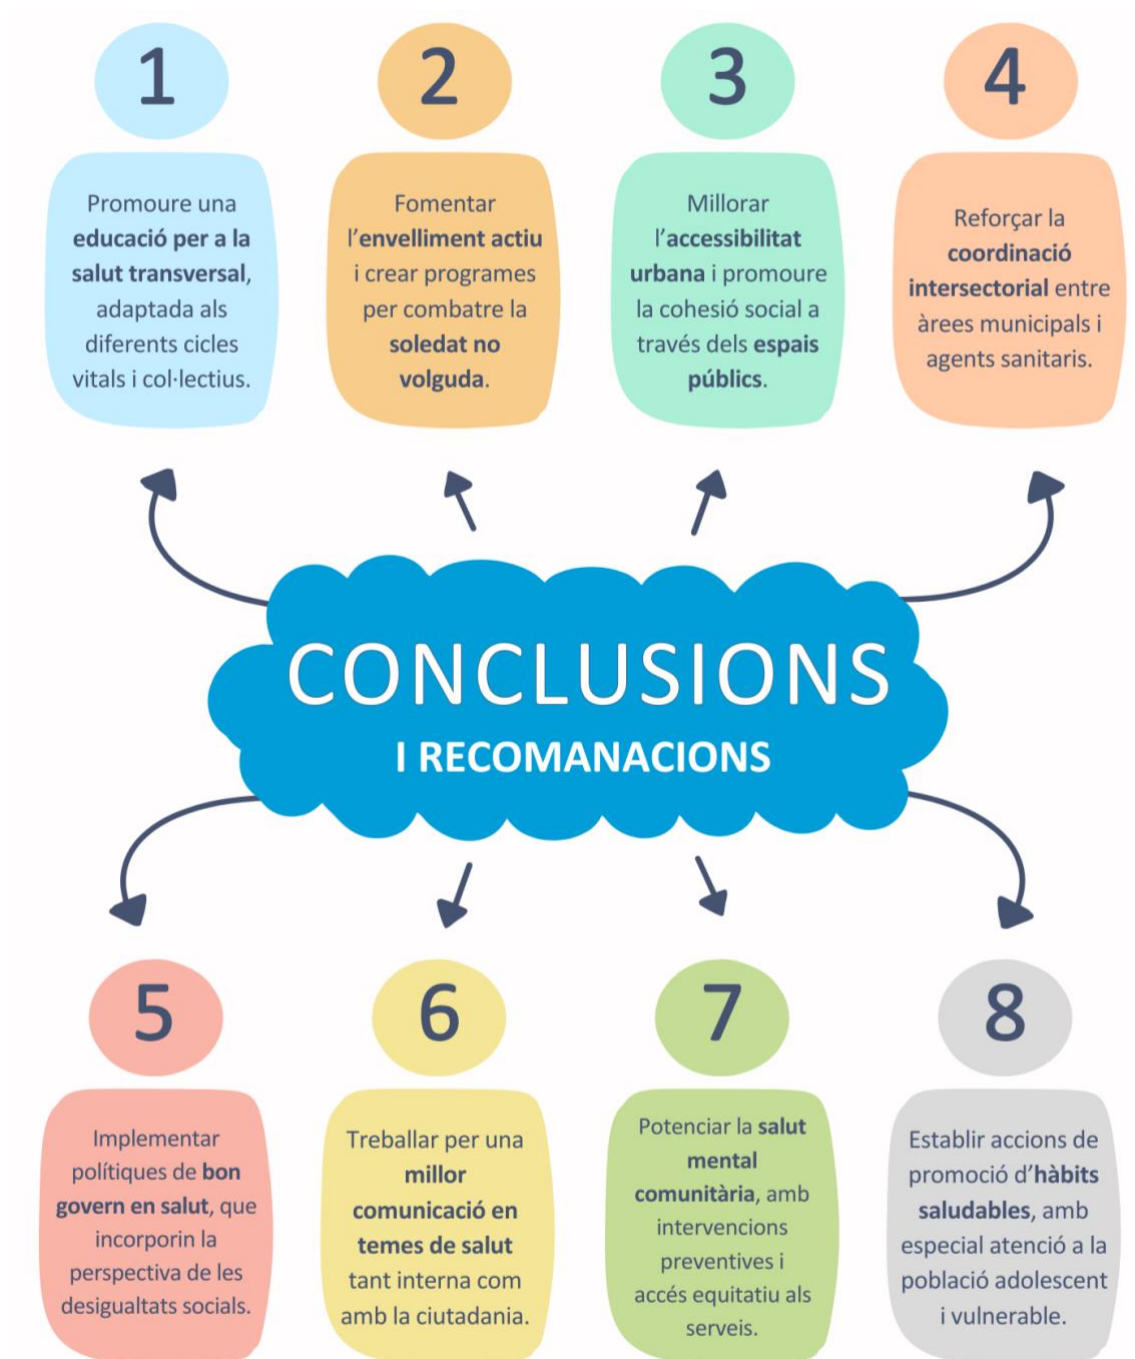 1
Promoure una
educació per a la
salut transversal,
adaptada als
diferents cicles
vitals i col·lectius.
2
Fomentar
l'envelliment actiu
i crear programes
per combatre la
soledat no
volguda.
3
Millorar
l'accessibilitat
urbana i promoure
la cohesió social a
través dels espais
públics.
4
Reforçar la
coordinació
intersectorial entre
àrees municipals i
agents sanitaris.
CONCLUSIONS
I RECOMANACIONS
5
Implementar
polítiques de bon
govern en salut, que
incorporin la
perspectiva de les
desigualtats socials.
6
Treballar per una
millor
comunicació en
temes de salut
tant interna com
amb la ciutadania.
7
Potenciar la salut
mental
comunitària, amb
intervencions
preventives i
accés equitatiu als
serveis.
8
Establir accions de
promoció d'hàbits
saludables, amb
especial atenció a la
població adolescent
i vulnerable.